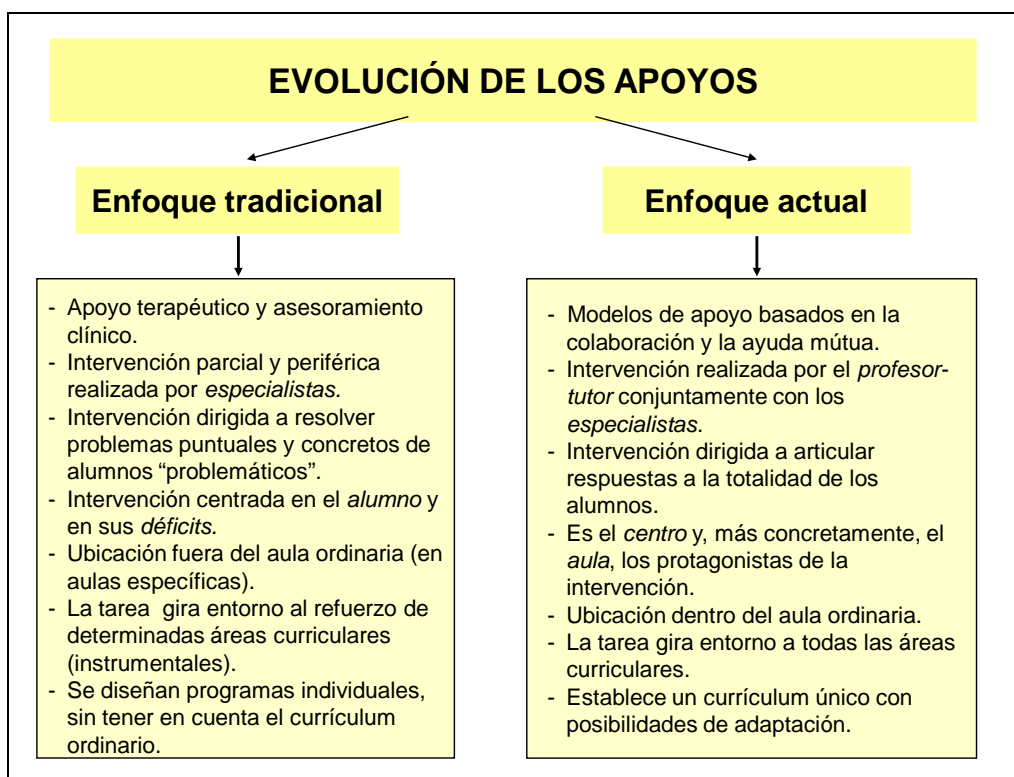 EVOLUCIÓN DE LOS APOYOS
Enfoque tradicional
- Apoyo terapéutico y asesoramiento
clínico.
- Intervención parcial y periférica
realizada por especialistas.
- Intervención dirigida a resolver
problemas puntuales y concretos de
alumnos “problemáticos”.
- Intervención centrada en el alumno y
en sus déficits.
- Ubicación fuera del aula ordinaria (en
aulas específicas).
- La tarea gira entorno al refuerzo de
determinadas áreas curriculares
(instrumentales).
- Se diseñan programas individuales,
sin tener en cuenta el currículum
ordinario.
Enfoque actual
- Modelos de apoyo basados en la
colaboración y la ayuda mútua.
- Intervención realizada por el profesor-
tutor conjuntamente con los
especialistas.
- Intervención dirigida a articular
respuestas a la totalidad de los
alumnos.
- Es el centro y, más concretamente, el
aula, los protagonistas de la
intervención.
- Ubicación dentro del aula ordinaria.
- La tarea gira entorno a todas las áreas
curriculares.
- Establece un currículum único con
posibilidades de adaptación.